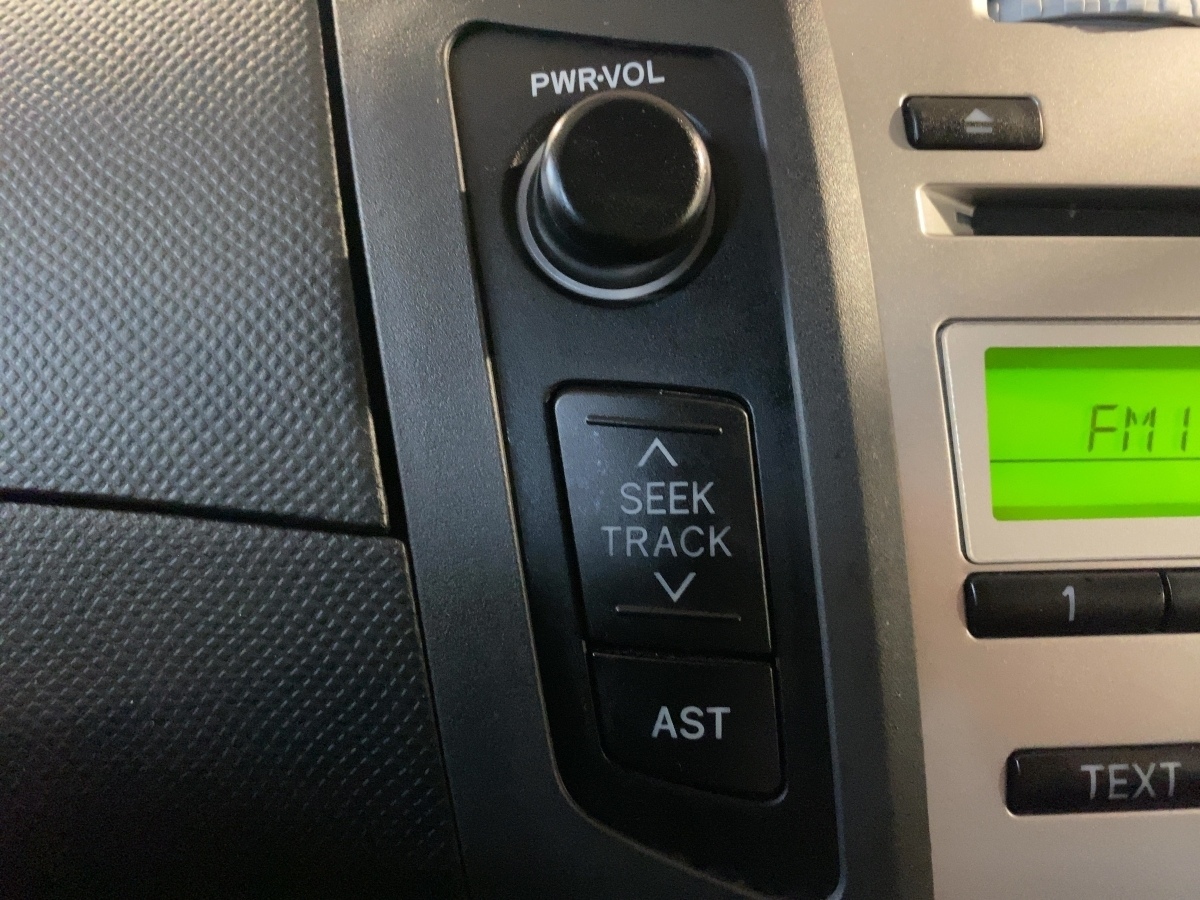 PWR•VOL
SEEK
TRACK
AST
FM1
1
TEXT